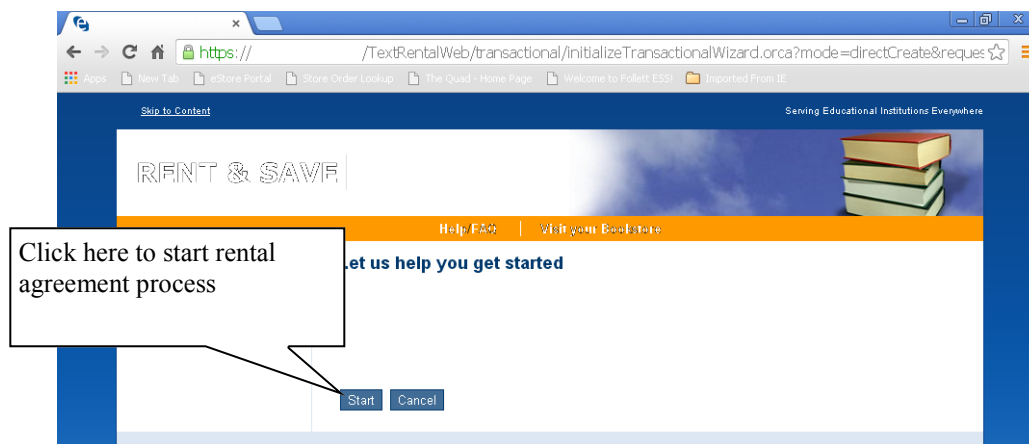 https:// /TextRentalWeb/transactional/initializeTransactionalWizard.orca?mode=directCreate&reques
Apps New Tab eStore Portal Store Order Lookup The Quad - Home Page Welcome to Follett ESS! Imported From IE
Skip to Content Serving Educational Institutions Everywhere
RENT & SAVE
Help/FAQ | Visit your Bookstore
Click here to start rental
agreement process
et us help you get started
Start Cancel